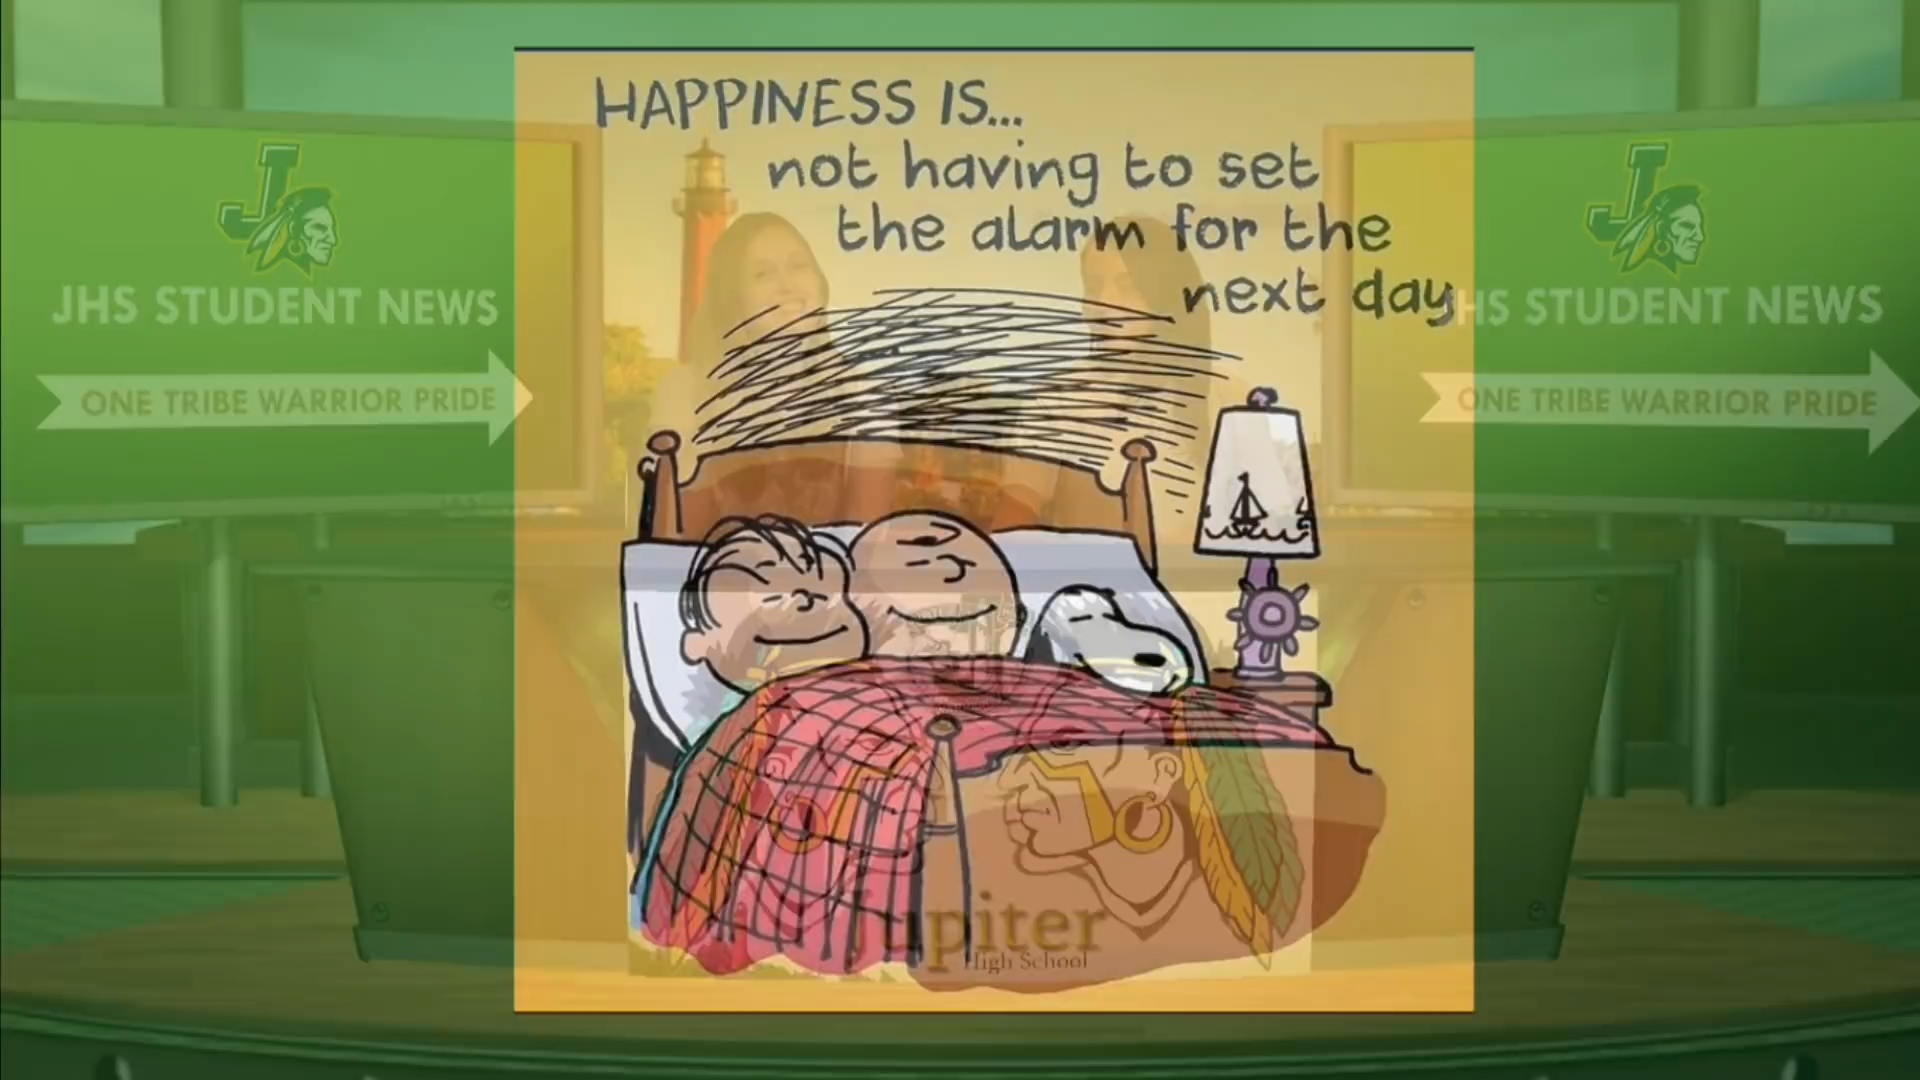 HAPPINESS IS...
not having to set
the alarm for the
next day
J
JHS STUDENT NEWS
ONE TRIBE WARRIOR PRIDE
J
HS STUDENT NEWS
ONE TRIBE WARRIOR PRIDE
Jupiter
High School